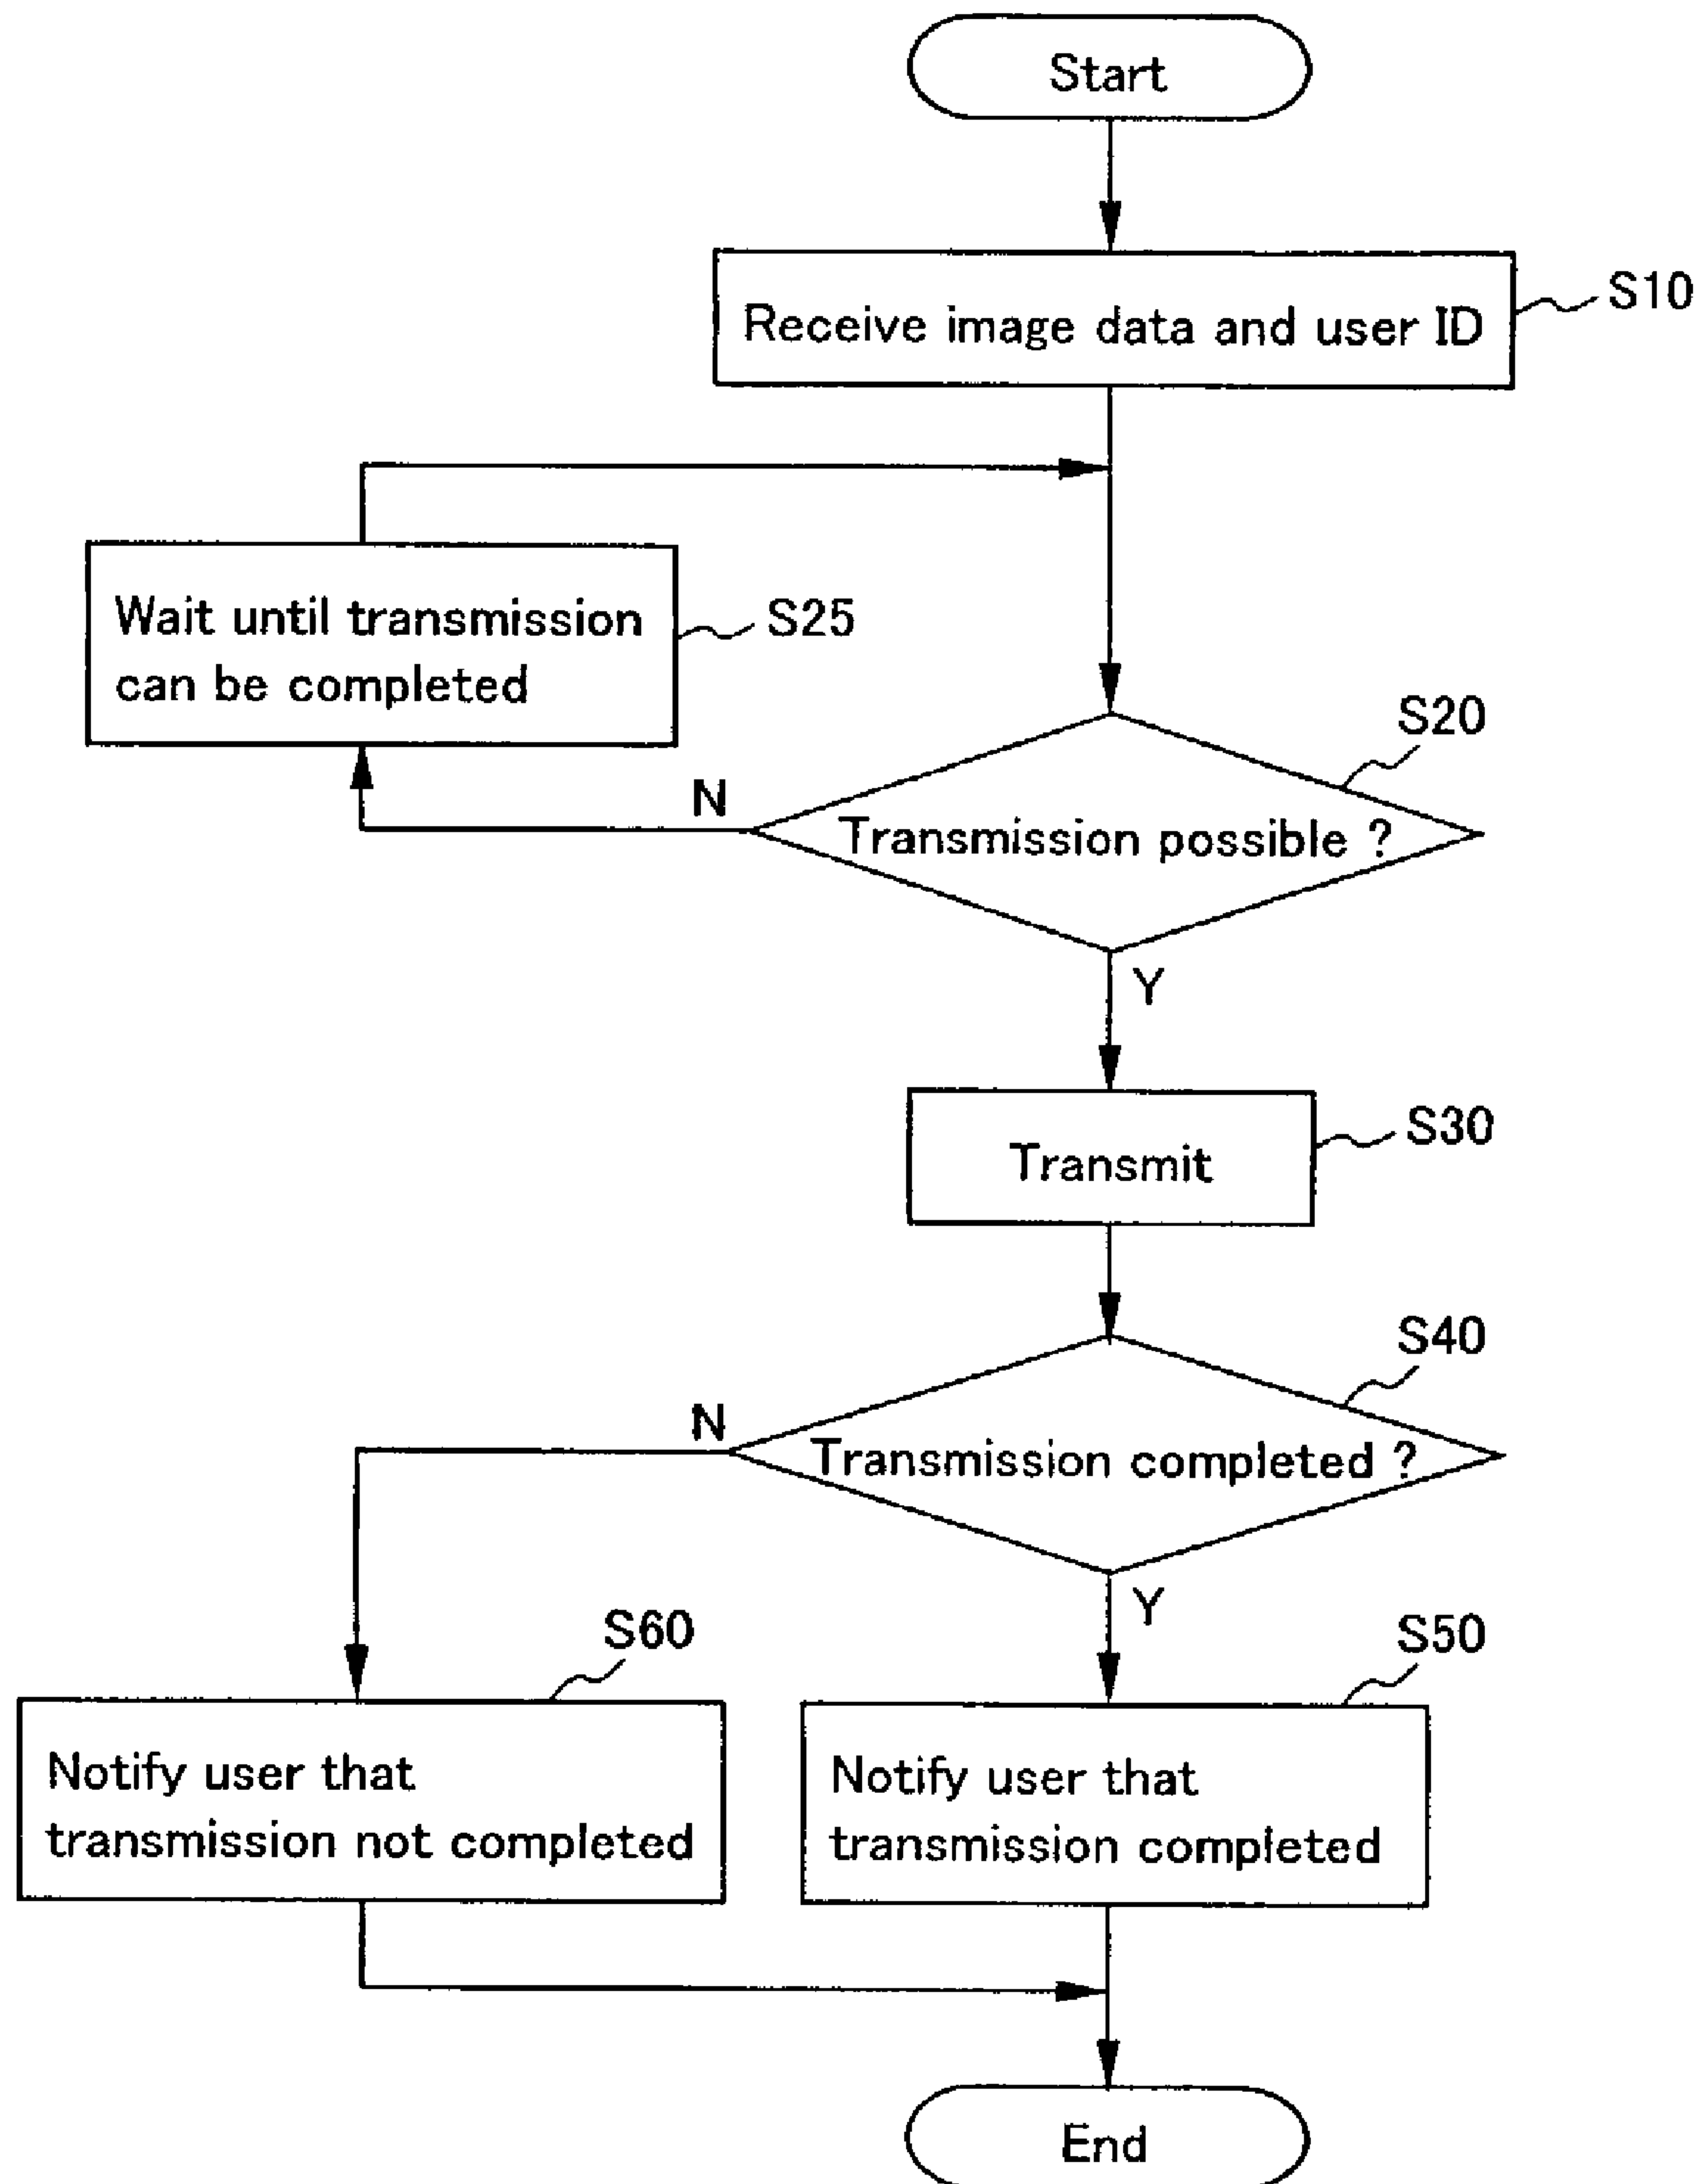 Start
Receive image data and user ID
S10
Wait until transmission
can be completed
S25
S20
N
Transmission possible ?
Y
Transmit
S30
S40
N
Transmission completed ?
Y
S60
S50
Notify user that
transmission not completed
Notify user that
transmission completed
End